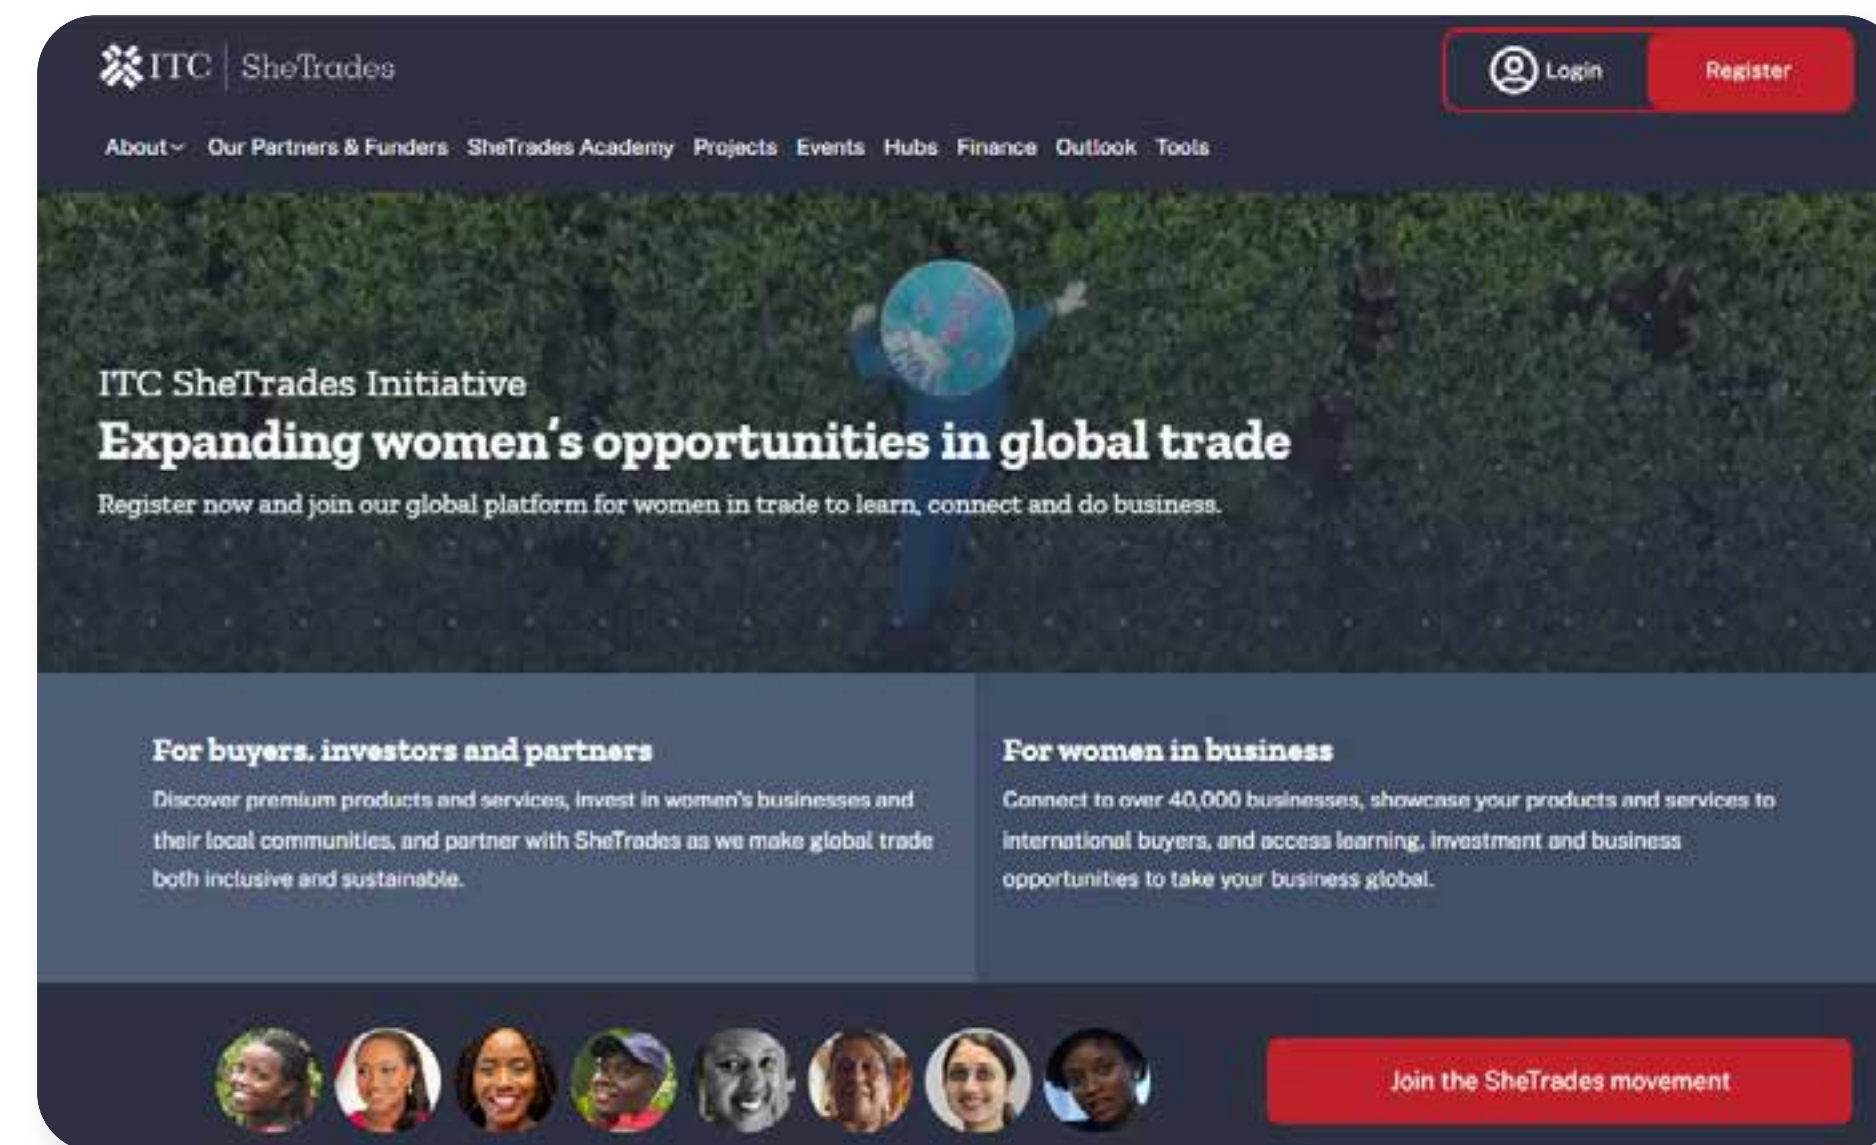 ITC SheTrades
Login
Register
About Our Partners & Funders SheTrades Academy Projects Events Hubs Finance Outlook Tools
ITC SheTrades Initiative
Expanding women's opportunities in global trade
Register now and join our global platform for women in trade to learn, connect and do business.
For buyers, investors and partners
Discover premium products and services, invest in women's businesses and
their local communities, and partner with SheTrades as we make global trade
both inclusive and sustainable.
For women in business
Connect to over 40,000 businesses, showcase your products and services to
international buyers, and access learning, investment and business
opportunities to take your business global.
Join the SheTrades movement